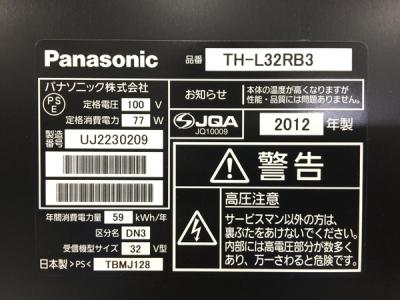 Panasonic
品番 TH-L32RB3
パナソニック株式会社
PS
E
定格電圧 100 V
定格消費電力 77 W
製造
番号 UJ2230209
年間消費電力量 59 kWh/年
区分名 DN3
受信機型サイズ 32 V型
日本製 >PS< TBMJ128
お知らせ
本体の温度が高くなりますが
性能・品質には問題ありません。
JQA
JQ10009
2012 年製
警告
高圧注意
サービスマン以外の方は、
裏ぶたをあけないでください。
内部には高電圧部分が数多く
あり、万一さわると危険です。